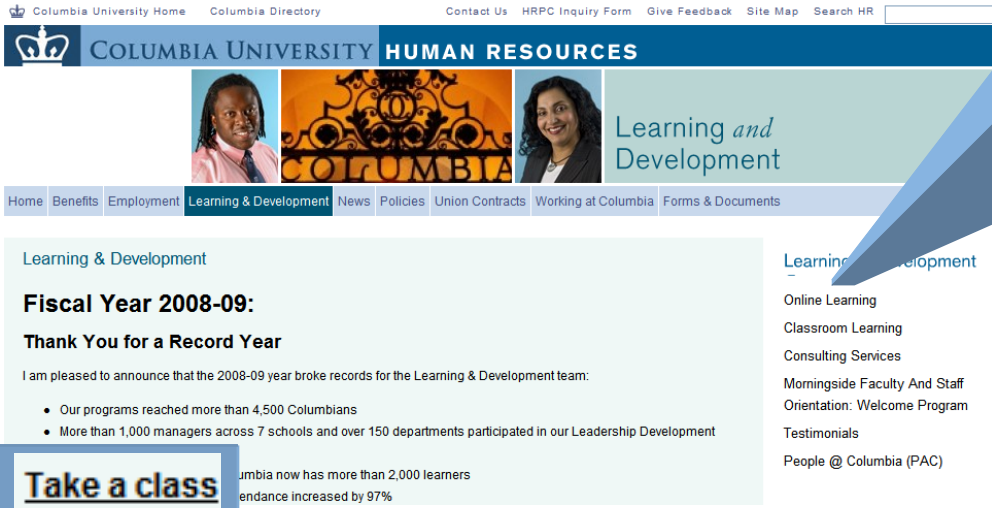 Columbia University Home Columbia Directory Contact Us HRPC Inquiry Form Give Feedback Site Map Search HR
COLUMBIA UNIVERSITY HUMAN RESOURCES
COLUMBIA
Learning and
Development
Home Benefits Employment Learning & Development News Policies Union Contracts Working at Columbia Forms & Documents
Learning & Development
Fiscal Year 2008-09:
Thank You for a Record Year
I am pleased to announce that the 2008-09 year broke records for the Learning & Development team:
• Our programs reached more than 4,500 Columbians
• More than 1,000 managers across 7 schools and over 150 departments participated in our Leadership Development
umbia now has more than 2,000 learners
endance increased by 97%
Take a class
Learnin elopment
Online Learning
Classroom Learning
Consulting Services
Morningside Faculty And Staff
Orientation: Welcome Program
Testimonials
People @ Columbia (PAC)